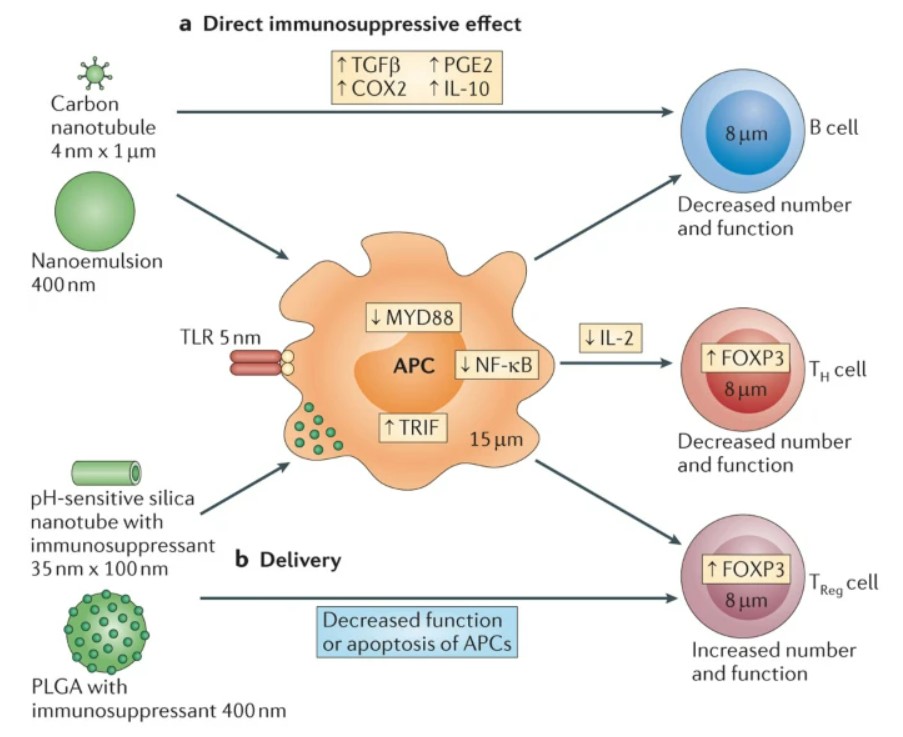 a Direct immunosuppressive effect
↑ TGFβ ↑ PGE2
↑ COX2 ↑ IL-10
Carbon
nanotubule
4 nm x 1 μm
8 μm
B cell
Decreased number
and function
Nanoemulsion
400 nm
TLR 5 nm
↓ MYD88
APC
↓ NF-κB
↑ TRIF
15 μm
↓ IL-2
↑ FOXP3
8 μm
TH cell
Decreased number
and function
pH-sensitive silica
nanotube with
immunosuppressant
35 nm x 100 nm
b Delivery
Decreased function
or apoptosis of APCs
↑ FOXP3
8 μm
TReg cell
Increased number
and function
PLGA with
immunosuppressant 400 nm